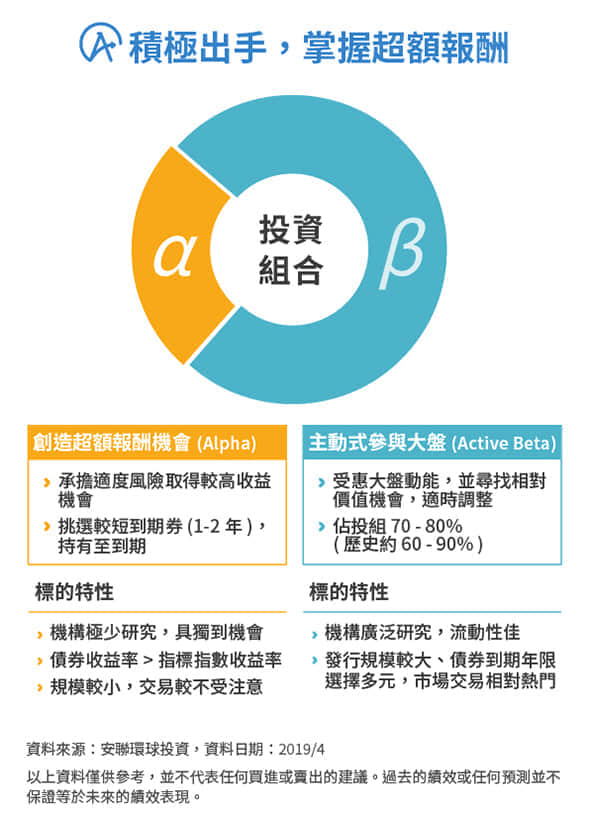 積極出手，掌握超額報酬
α
投資
組合
β
創造超額報酬機會 (Alpha)
› 承擔適度風險取得較高收益
機會
› 挑選較短到期券 (1-2 年 )，
持有至到期
標的特性
› 機構極少研究，具獨到機會
› 債券收益率 > 指標指數收益率
› 規模較小，交易較不受注意
主動式參與大盤 (Active Beta)
› 受惠大盤動能，並尋找相對
價值機會，適時調整
› 佔投組 70 - 80%
( 歷史約 60 - 90% )
標的特性
› 機構廣泛研究，流動性佳
› 發行規模較大、債券到期年限
選擇多元，市場交易相對熱門
資料來源：安聯環球投資，資料日期：2019/4
以上資料僅供參考，並不代表任何買進或賣出的建議。過去的績效或任何預測並不
保證等於未來的績效表現。